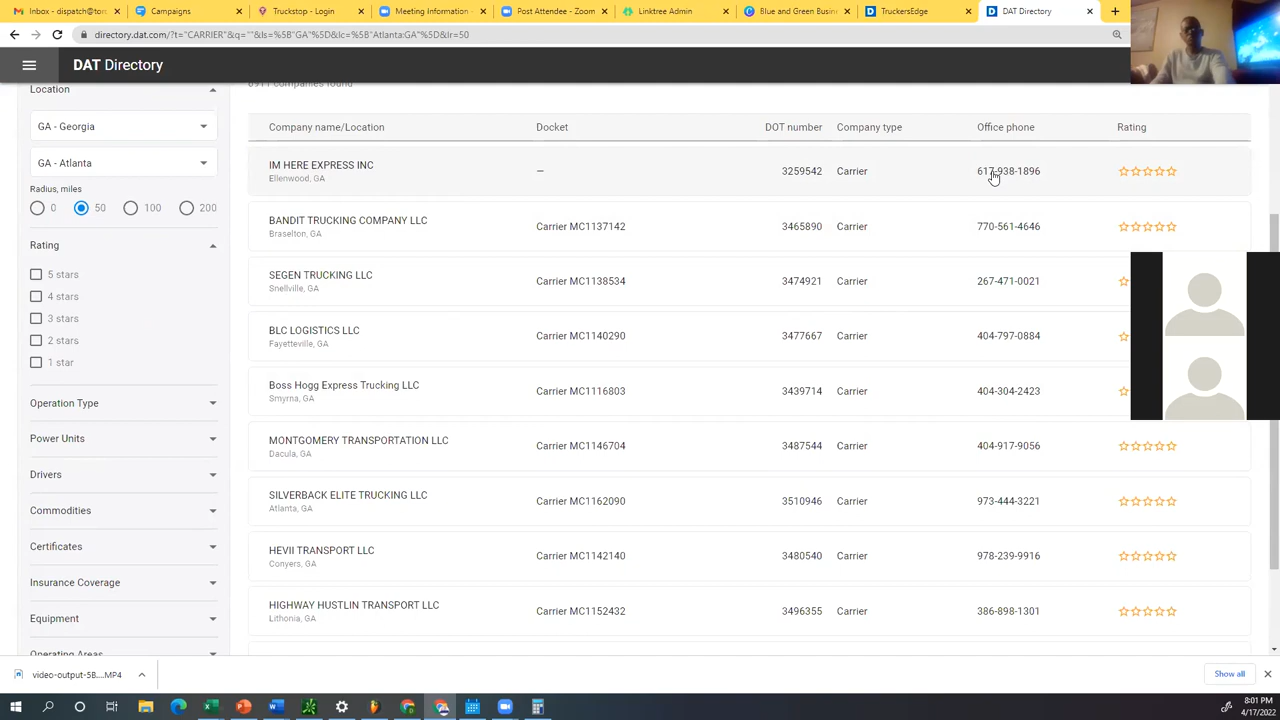 Inbox - dispatch@tor
Campaigns
Truckstop - Login
Meeting Information -
Post Attendee - Zoom
Linktree Admin
Blue and Green Busin
TruckersEdge
DAT Directory
directory.dat.com/?t="CARRIER"&q=""&ls=%5B"GA"%5D&lc=%5B"Atlanta:GA"%5D&lr=50
DAT Directory
Location
companies found
GA - Georgia
GA - Atlanta
Radius, miles
0 50 100 200
Rating
5 stars
4 stars
3 stars
2 stars
1 star
Operation Type
Power Units
Drivers
Commodities
Certificates
Insurance Coverage
Equipment
Operating Areas
Company name/Location Docket DOT number Company type Office phone Rating
IM HERE EXPRESS INC – 3259542 Carrier 617-938-1896
Ellenwood, GA
BANDIT TRUCKING COMPANY LLC Carrier MC1137142 3465890 Carrier 770-561-4646
Braselton, GA
SEGEN TRUCKING LLC Carrier MC1138534 3474921 Carrier 267-471-0021
Snellville, GA
BLC LOGISTICS LLC Carrier MC1140290 3477667 Carrier 404-797-0884
Fayetteville, GA
Boss Hogg Express Trucking LLC Carrier MC1116803 3439714 Carrier 404-304-2423
Smyrna, GA
MONTGOMERY TRANSPORTATION LLC Carrier MC1146704 3487544 Carrier 404-917-9056
Dacula, GA
SILVERBACK ELITE TRUCKING LLC Carrier MC1162090 3510946 Carrier 973-444-3221
Atlanta, GA
HEVII TRANSPORT LLC Carrier MC1142140 3480540 Carrier 978-239-9916
Conyers, GA
HIGHWAY HUSTLIN TRANSPORT LLC Carrier MC1152432 3496355 Carrier 386-898-1301
Lithonia, GA
video-output-5B....MP4
Show all
8:01 PM
4/17/2022